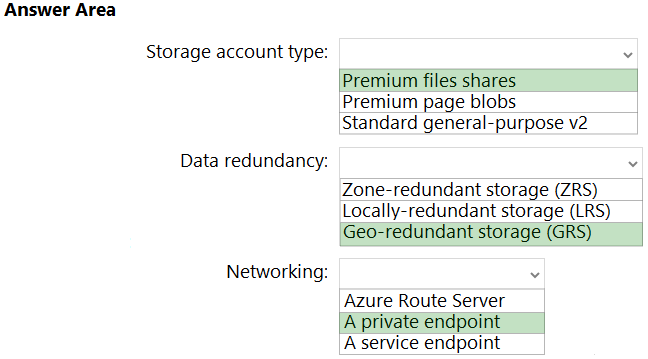 Answer Area
Storage account type:
Premium files shares
Premium page blobs
Standard general-purpose v2
Data redundancy:
Zone-redundant storage (ZRS)
Locally-redundant storage (LRS)
Geo-redundant storage (GRS)
Networking:
Azure Route Server
A private endpoint
A service endpoint